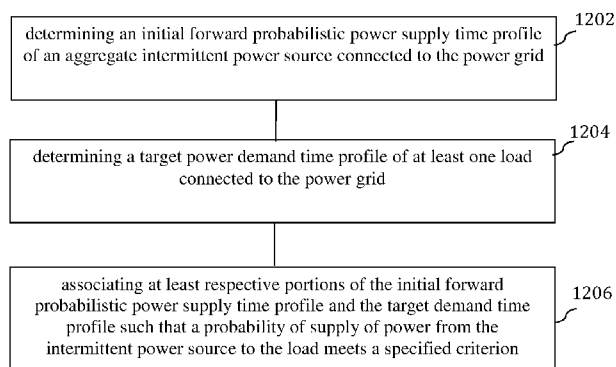 determining an initial forward probabilistic power supply time profile
of an aggregate intermittent power source connected to the power grid
1202
determining a target power demand time profile of at least one load
connected to the power grid
1204
associating at least respective portions of the initial forward
probabilistic power supply time profile and the target demand time
profile such that a probability of supply of power from the
intermittent power source to the load meets a specified criterion
1206